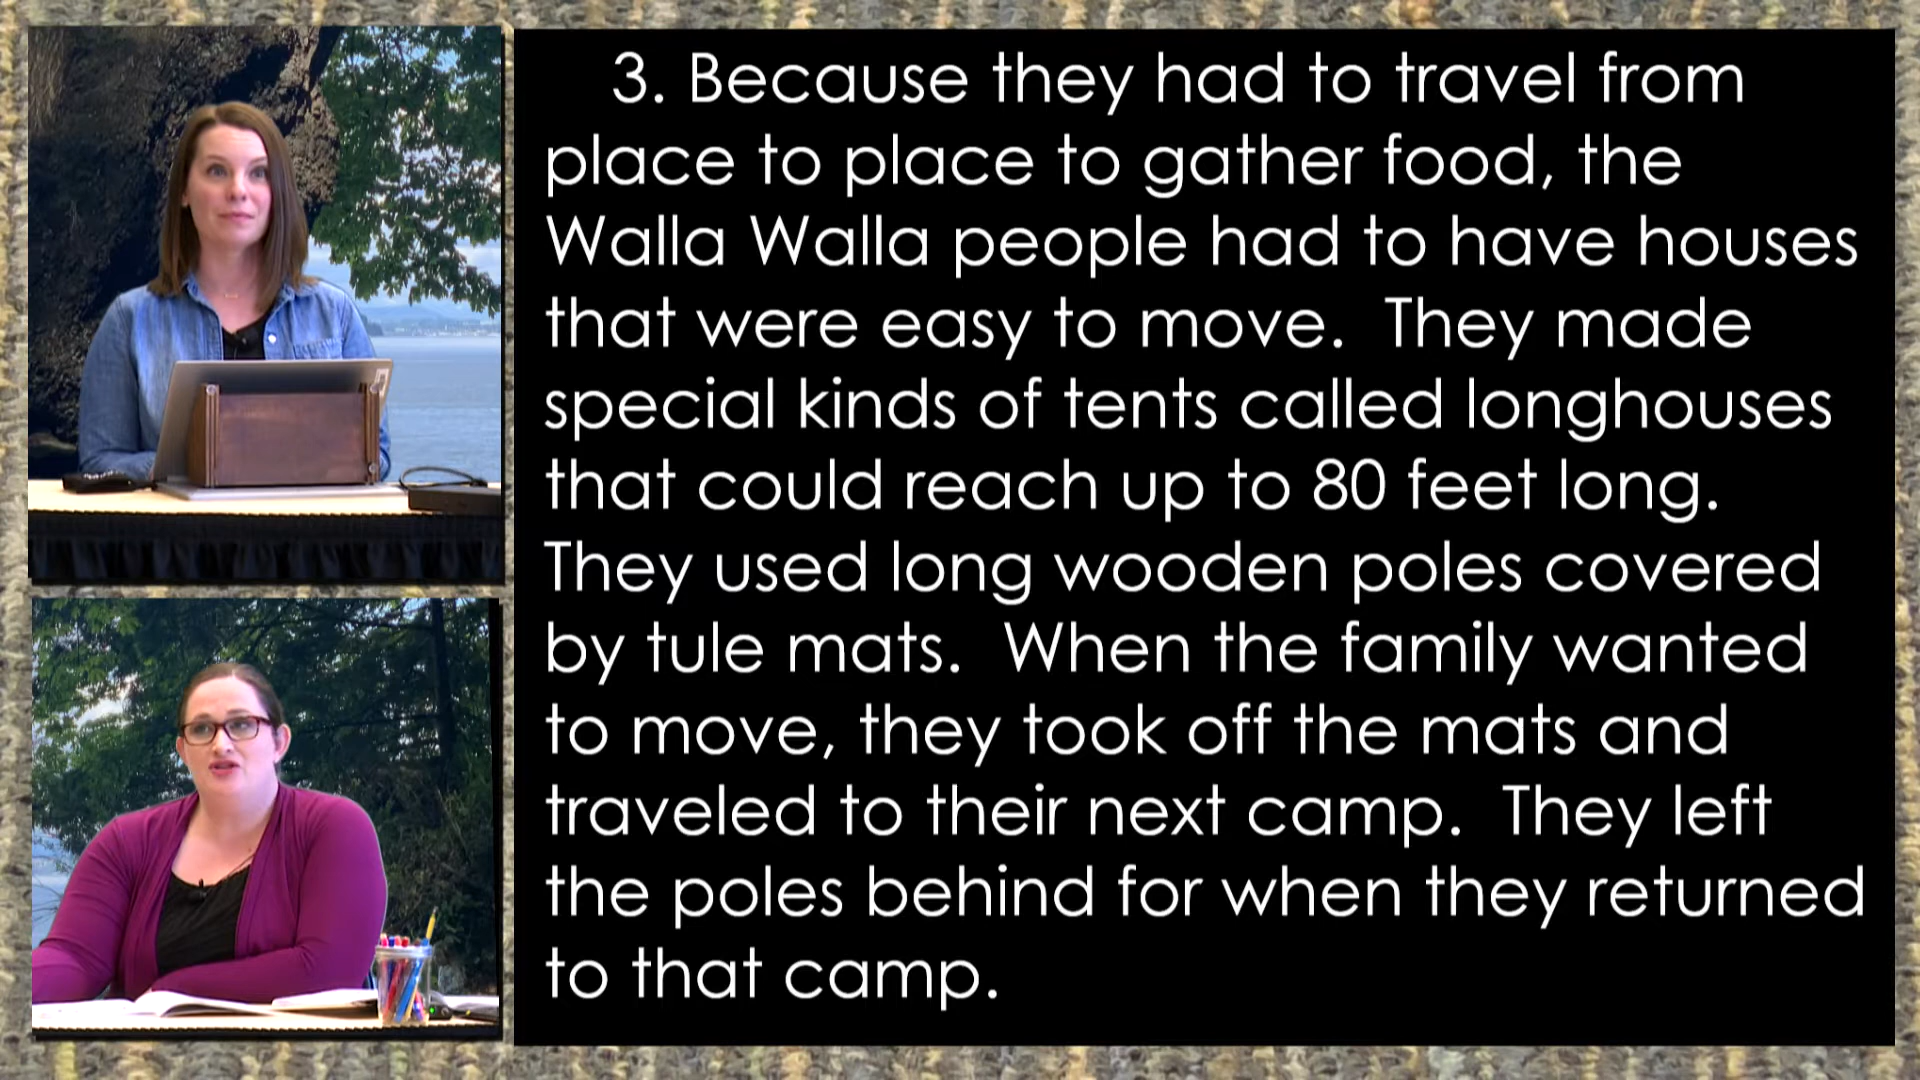 3. Because they had to travel from
place to place to gather food, the
Walla Walla people had to have houses
that were easy to move.  They made
special kinds of tents called longhouses
that could reach up to 80 feet long.
They used long wooden poles covered
by tule mats.  When the family wanted
to move, they took off the mats and
traveled to their next camp.  They left
the poles behind for when they returned
to that camp.